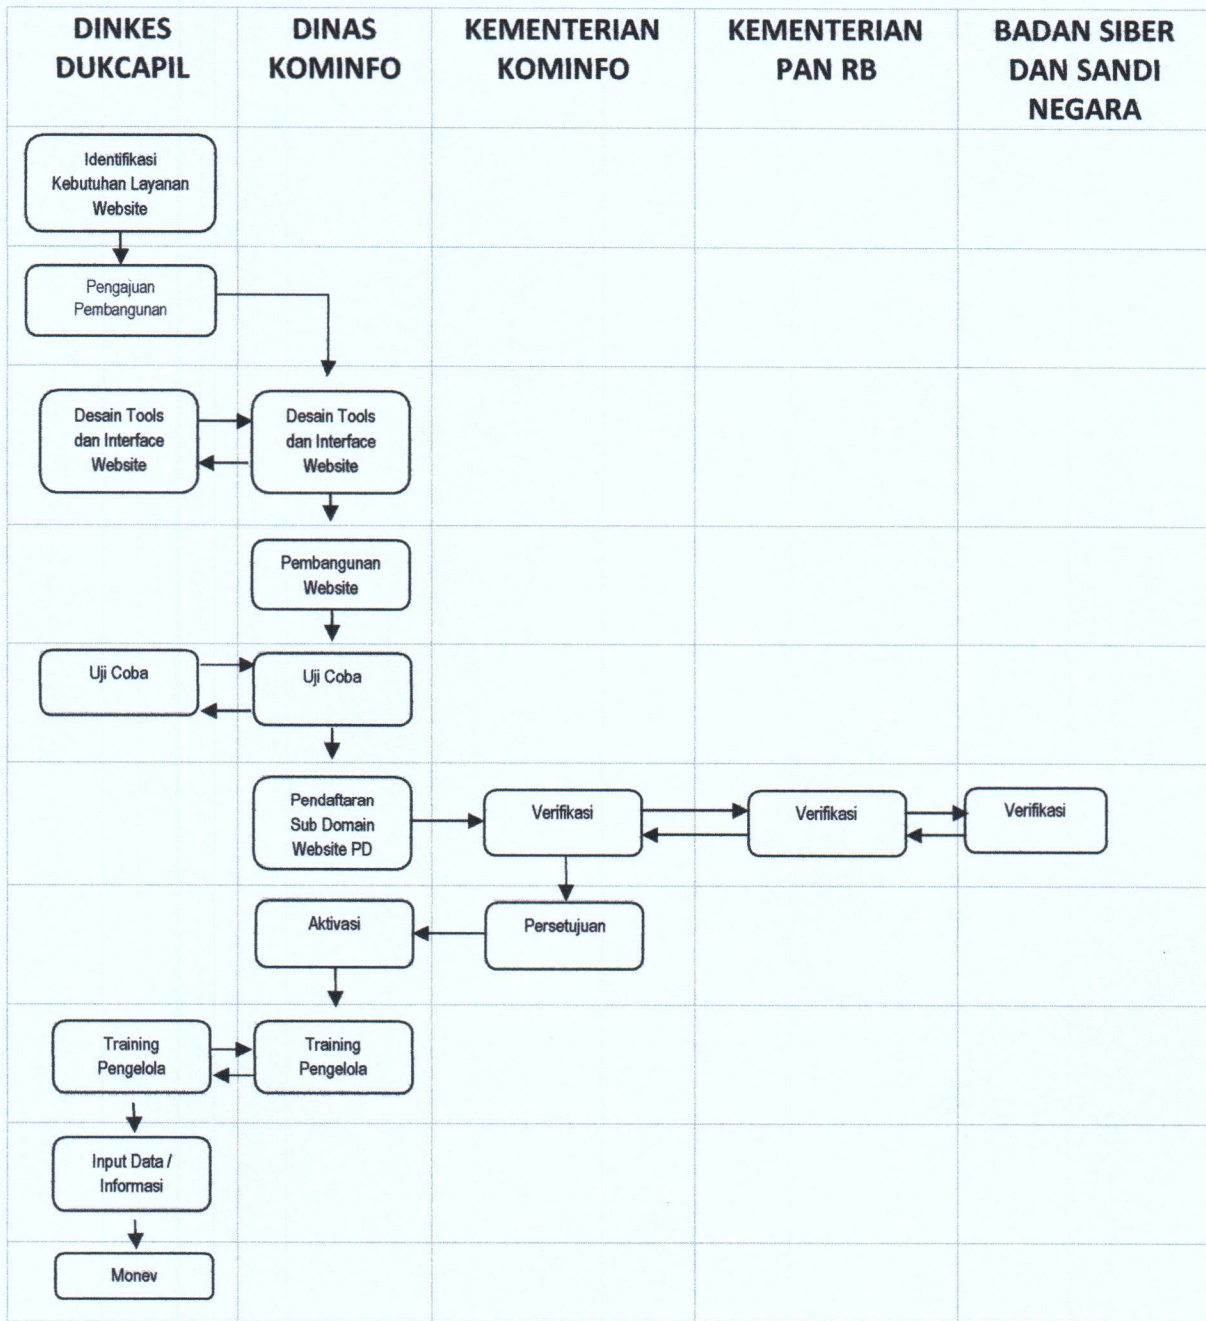 DINKES
DUKCAPIL
DINAS
KOMINFO
KEMENTERIAN
KOMINFO
KEMENTERIAN
PAN RB
BADAN SIBER
DAN SANDI
NEGARA
Identifikasi
Kebutuhan Layanan
Website
Pengajuan
Pembangunan
Desain Tools
dan Interface
Website
Desain Tools
dan Interface
Website
Pembangunan
Website
Uji Coba
Uji Coba
Pendaftaran
Sub Domain
Website PD
Verifikasi
Verifikasi
Verifikasi
Aktivasi
Persetujuan
Training
Pengelola
Training
Pengelola
Input Data /
Informasi
Monev